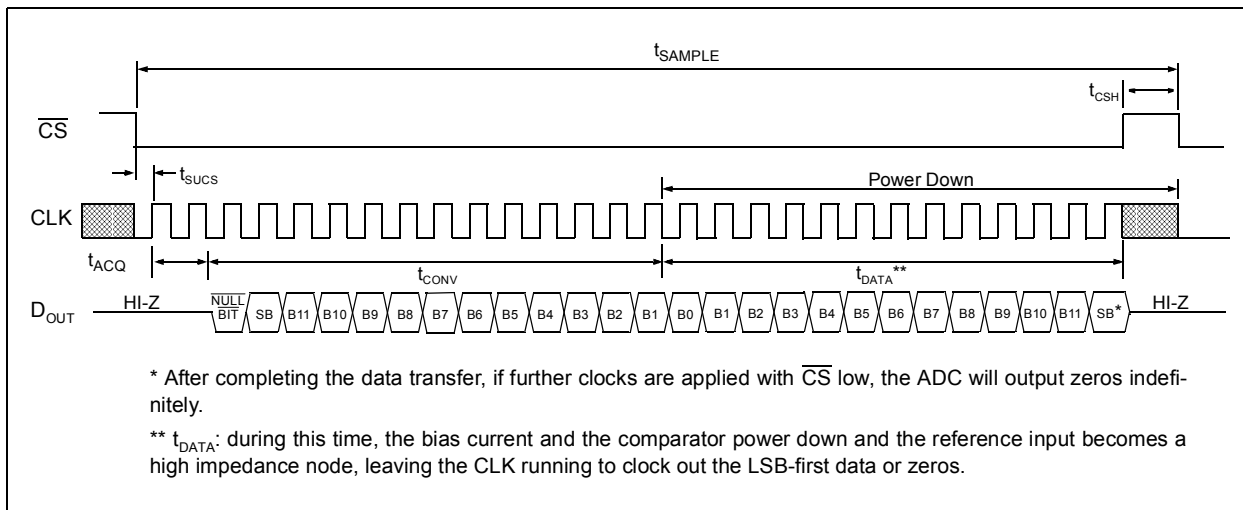 tSAMPLE
tCSH
CS
tSUCS
Power Down
CLK
tACQ
tCONV
tDATA**
DOUT HI-Z NULL BIT SB B11 B10 B9 B8 B7 B6 B5 B4 B3 B2 B1 B0 B1 B2 B3 B4 B5 B6 B7 B8 B9 B10 B11 SB* HI-Z
* After completing the data transfer, if further clocks are applied with CS low, the ADC will output zeros indefi-
nitely.
** tDATA: during this time, the bias current and the comparator power down and the reference input becomes a
high impedance node, leaving the CLK running to clock out the LSB-first data or zeros.